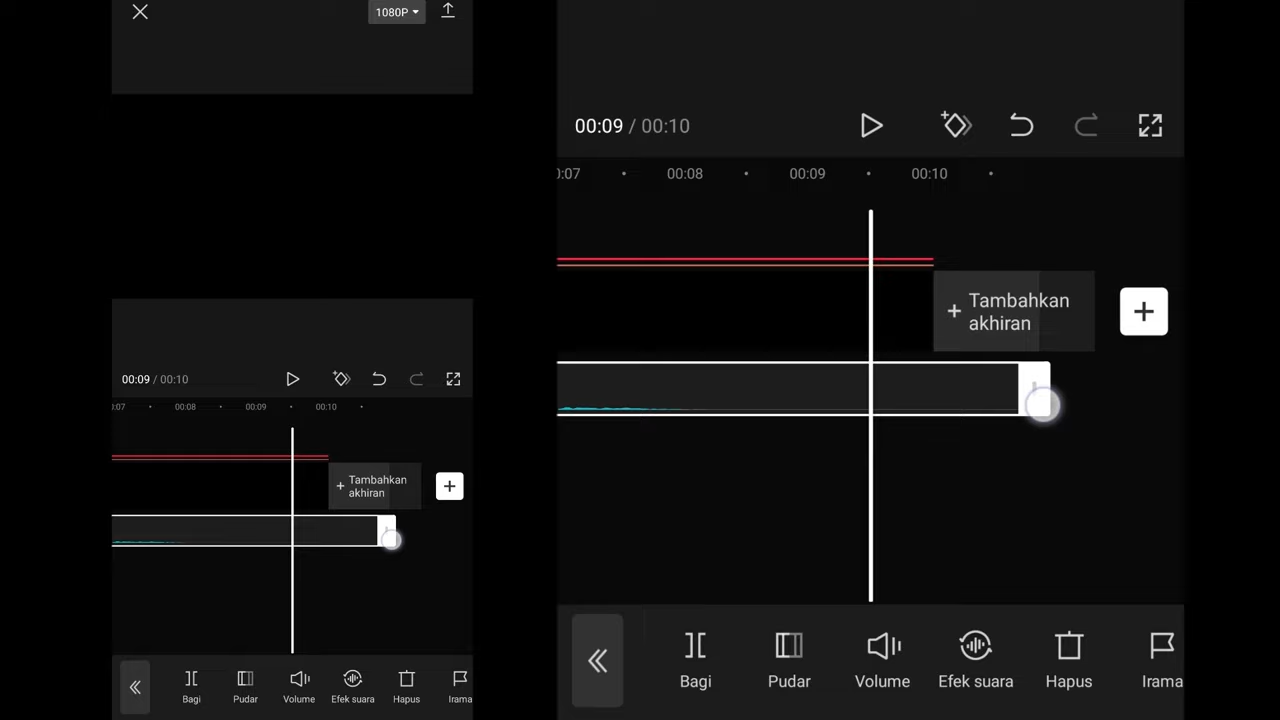 1080P
00:09 / 00:10
0:07 00:08 00:09 00:10
+ Tambahkan
akhiran
+
Bagi Pudar Volume Efek suara Hapus Irama
00:09 / 00:10
0:07 00:08 00:09 00:10
+ Tambahkan
akhiran
+
Bagi Pudar Volume Efek suara Hapus Irama